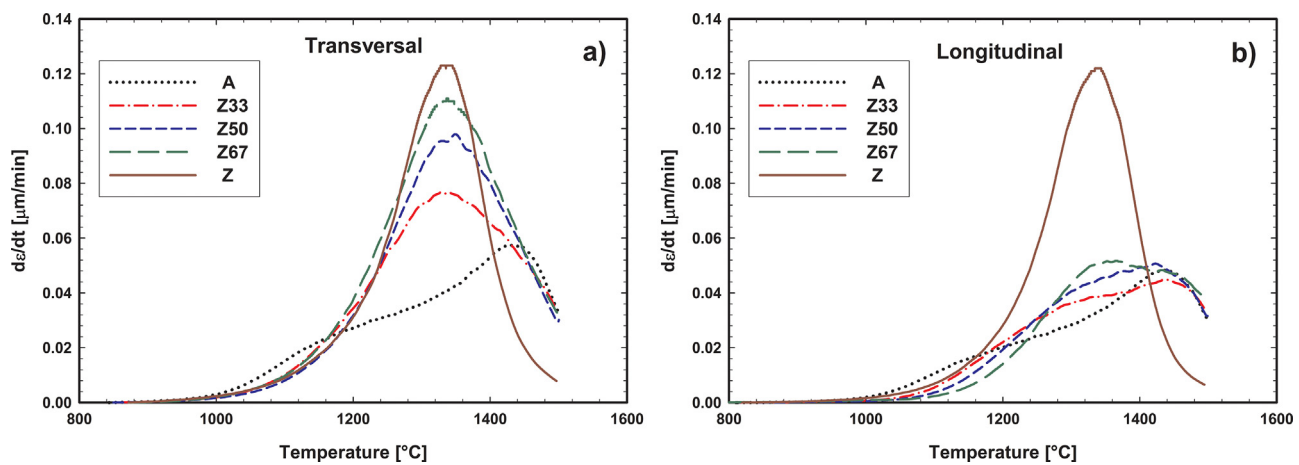 Transversal
a)
A
Z33
Z50
Z67
Z
dε/dt [μm/min]
0.14
0.12
0.10
0.08
0.06
0.04
0.02
0.00
800
1000
1200
1400
1600
Temperature [°C]
Longitudinal
b)
A
Z33
Z50
Z67
Z
dε/dt [μm/min]
0.14
0.12
0.10
0.08
0.06
0.04
0.02
0.00
800
1000
1200
1400
1600
Temperature [°C]